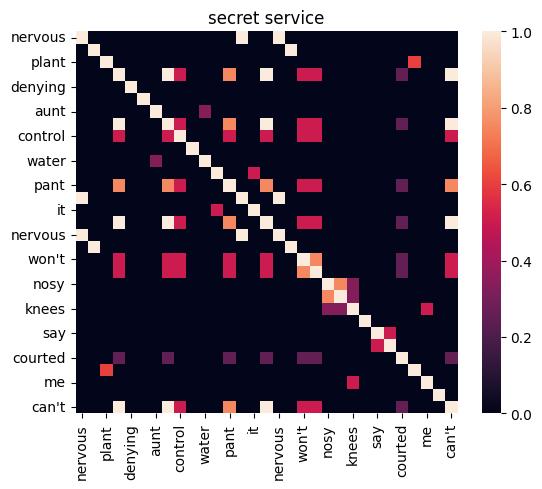 secret service
nervous
plant
denying
aunt
control
water
pant
it
nervous
won't
nosy
knees
say
courted
me
can't
1.0
0.8
0.6
0.4
0.2
0.0
nervous
plant
denying
aunt
control
water
pant
it
nervous
won't
nosy
knees
say
courted
me
can't